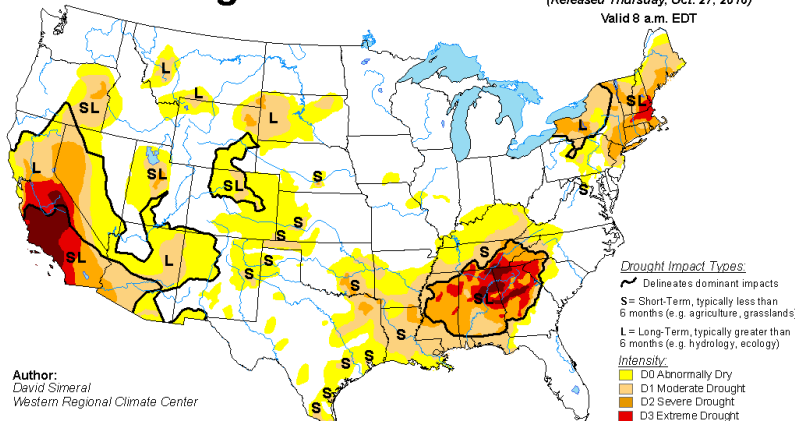 (Released Thursday, Oct. 27, 2016)
Valid 8 a.m. EDT
L
L
SL
L
SL
L
L
SL
SL
S
S
S
S
S
S
L
SL
S
S
SL
S
S
S
S
S
Drought Impact Types:
Delineates dominant impacts
S = Short-Term, typically less than
6 months (e.g. agriculture, grasslands)
L = Long-Term, typically greater than
6 months (e.g. hydrology, ecology)
Intensity:
D0 Abnormally Dry
D1 Moderate Drought
D2 Severe Drought
D3 Extreme Drought
Author:
David Simeral
Western Regional Climate Center